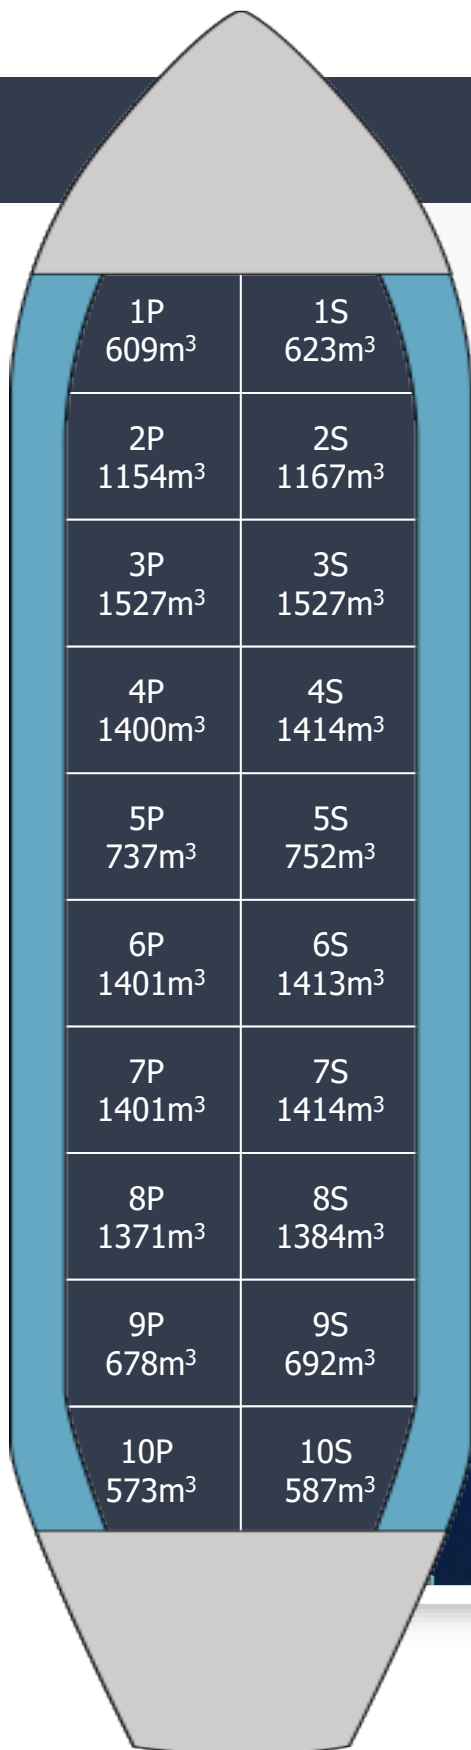 1P
609m³
1S
623m³
2P
1154m³
2S
1167m³
3P
1527m³
3S
1527m³
4P
1400m³
4S
1414m³
5P
737m³
5S
752m³
6P
1401m³
6S
1413m³
7P
1401m³
7S
1414m³
8P
1371m³
8S
1384m³
9P
678m³
9S
692m³
10P
573m³
10S
587m³